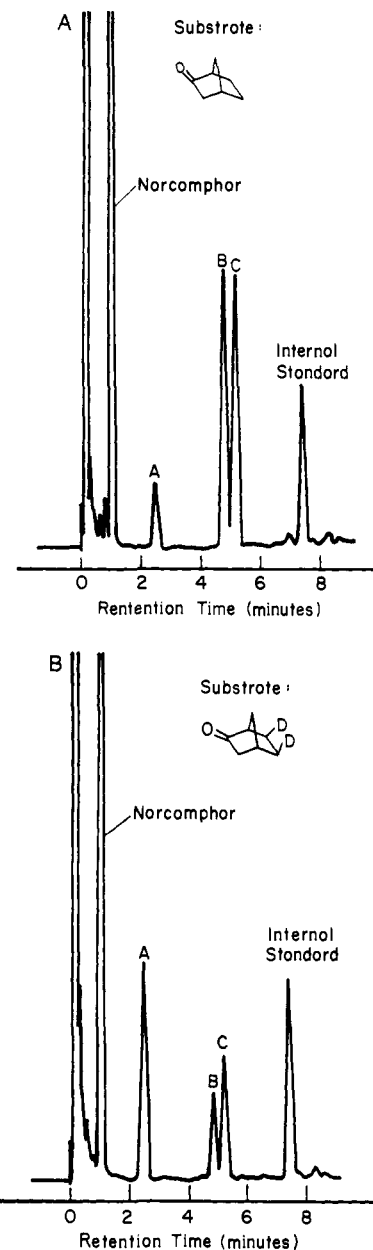 A
Substrote:
O
Norcomphor
B C
Internol
Stondord
A
0 2 4 6 8
Rentention Time (minutes)
B
Substrote:
O
D
D
Norcomphor
A
Internol
Stondord
C
B
0 2 4 6 8
Retention Time (minutes)